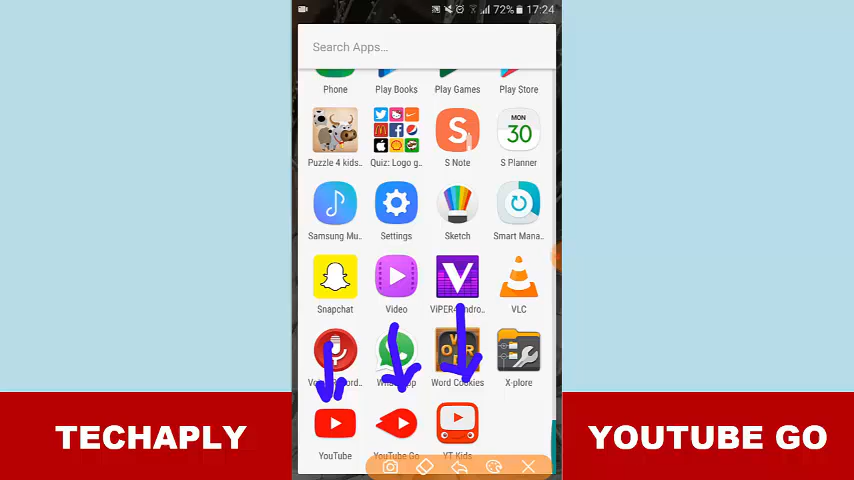 72% 17:24
Search Apps...
Phone Play Books Play Games Play Store
MON
30
S
Puzzle 4 kids.. Quiz: Logo g.. S Note S Planner
Samsung Mu.. Settings Sketch Smart Mana..
V
Snapchat Video ViPER4Andro.. VLC
Word Cookies X-plore
TECHAPLY
YOUTUBE GO
YouTube YouTube Go YT Kids